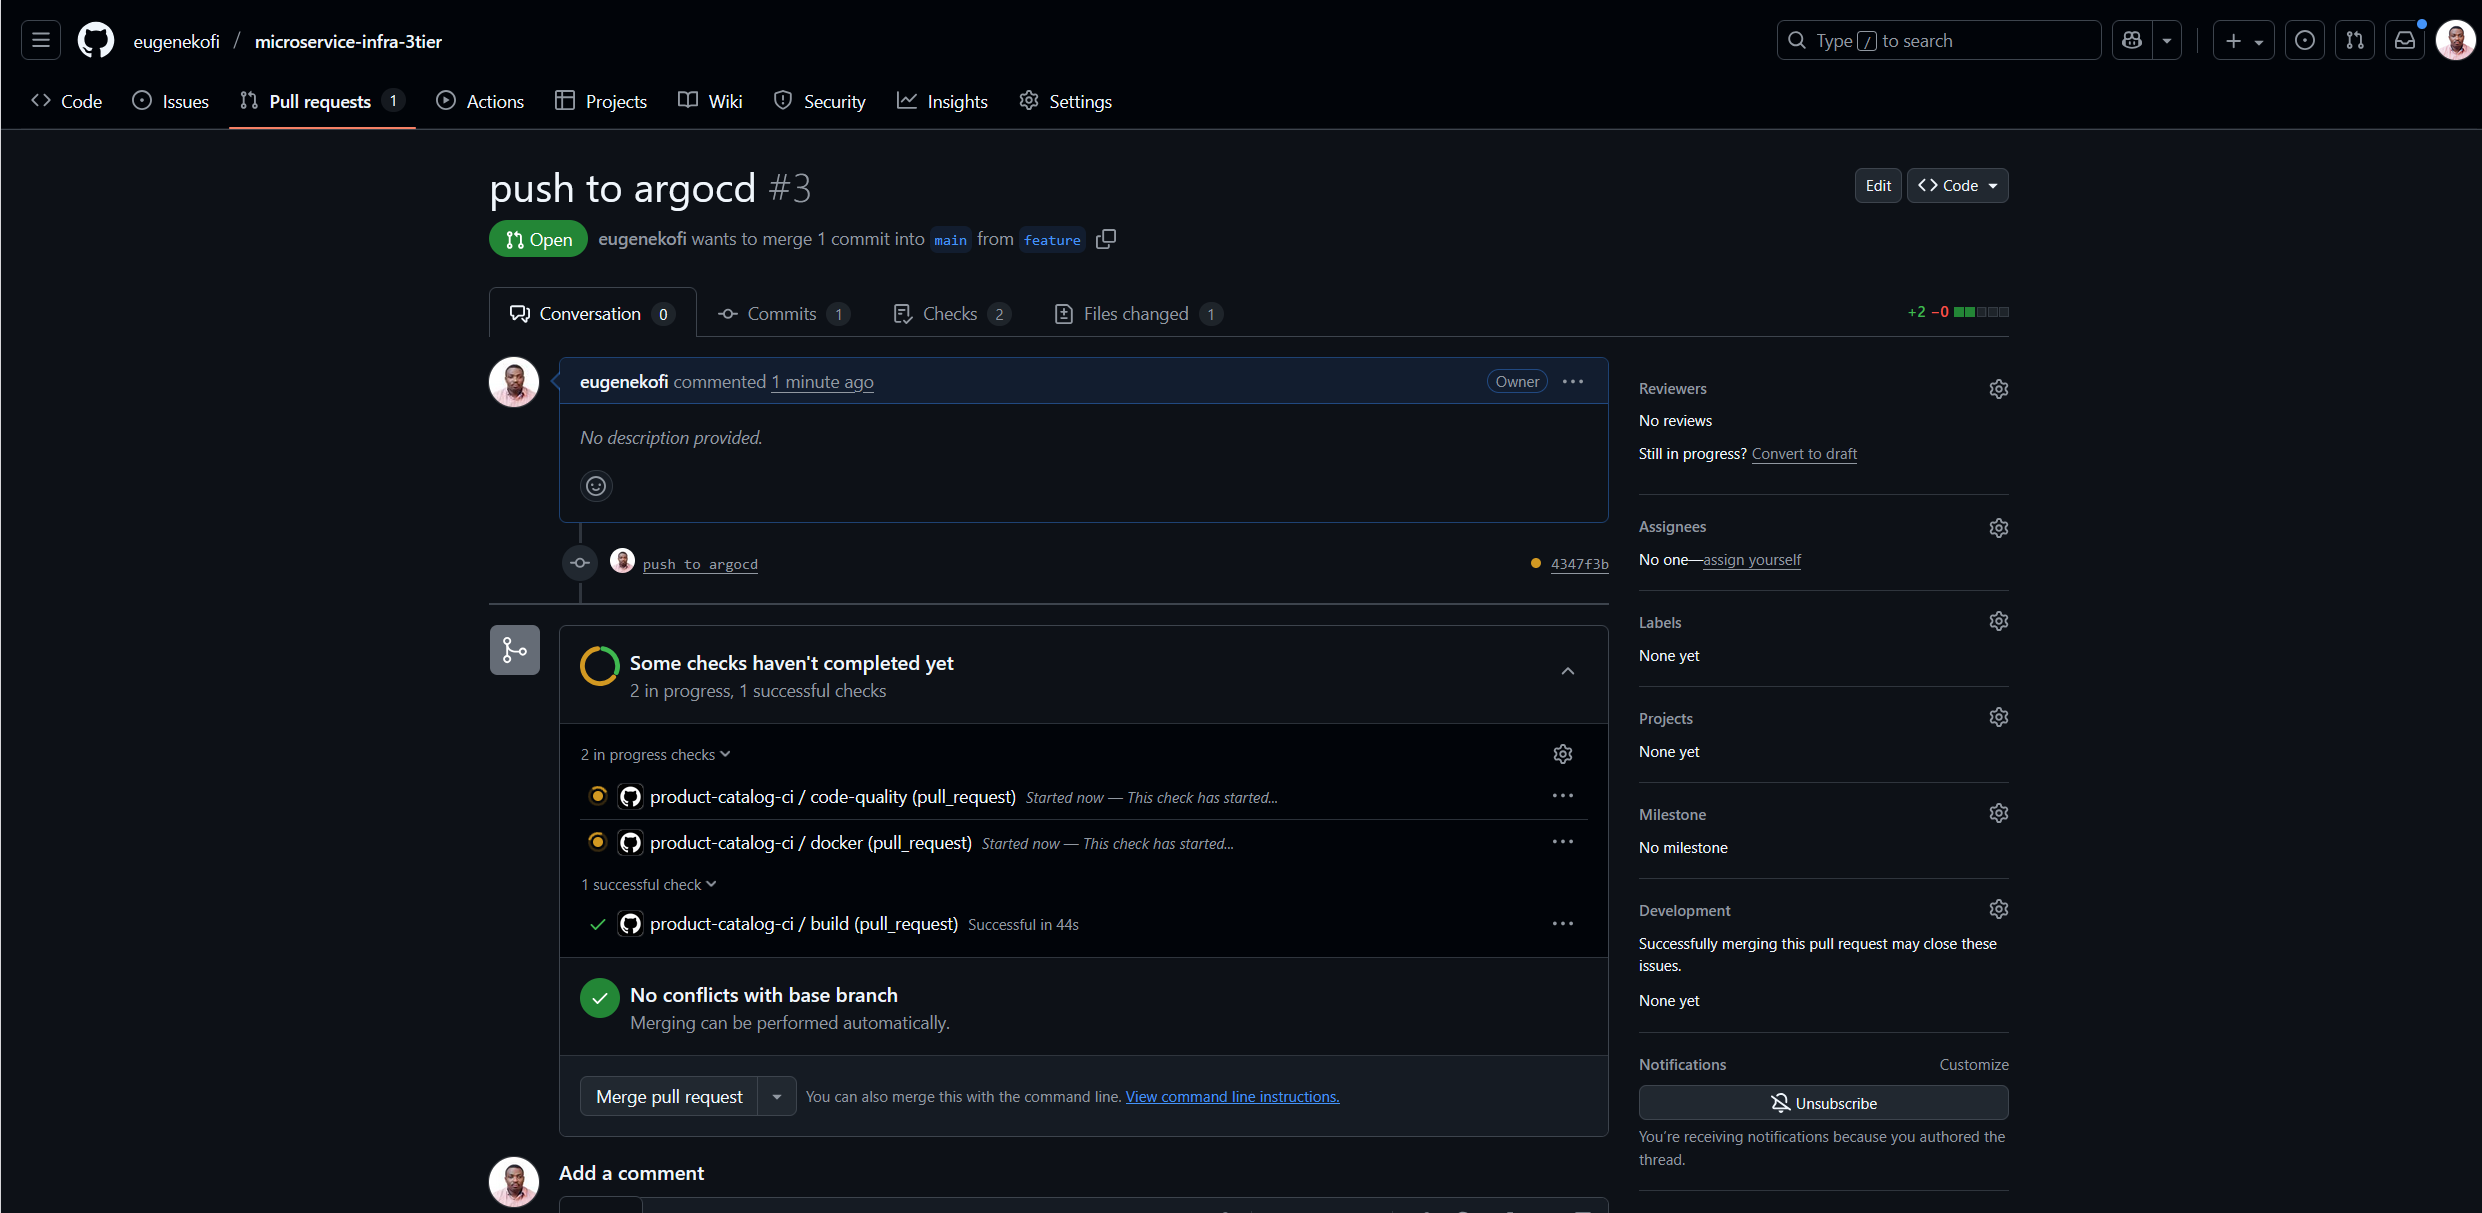 eugenekofi / microservice-infra-3tier
Type / to search
Code
Issues
Pull requests 1
Actions
Projects
Wiki
Security
Insights
Settings
push to argocd #3
Edit
Code
Open
eugenekofi wants to merge 1 commit into main from feature
Conversation 0
Commits 1
Checks 2
Files changed 1
+2 −0
eugenekofi commented 1 minute ago
Owner
No description provided.
push to argocd
4347f3b
Some checks haven't completed yet
2 in progress, 1 successful checks
2 in progress checks
product-catalog-ci / code-quality (pull_request) Started now — This check has started...
product-catalog-ci / docker (pull_request) Started now — This check has started...
1 successful check
product-catalog-ci / build (pull_request) Successful in 44s
No conflicts with base branch
Merging can be performed automatically.
Merge pull request
You can also merge this with the command line. View command line instructions.
Add a comment
Reviewers
No reviews
Still in progress? Convert to draft
Assignees
No one—assign yourself
Labels
None yet
Projects
None yet
Milestone
No milestone
Development
Successfully merging this pull request may close these
issues.
None yet
Notifications
Customize
Unsubscribe
You're receiving notifications because you authored the
thread.